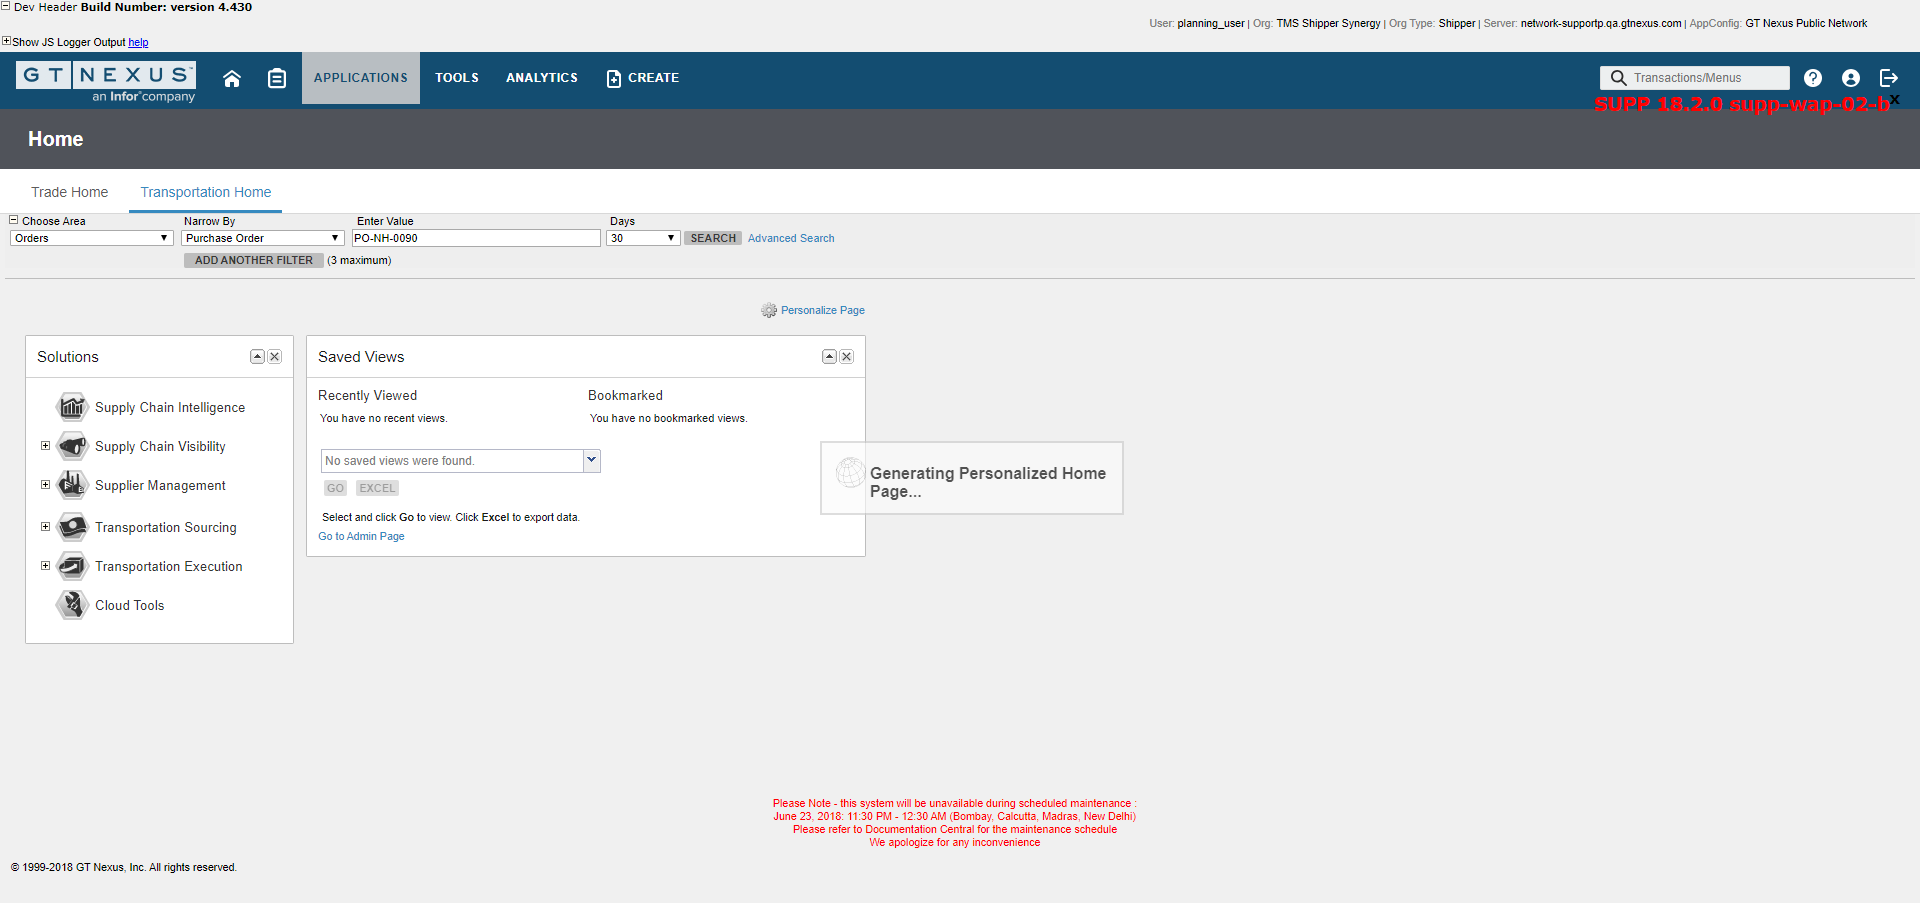 Dev Header Build Number: version 4.430
User: planning_user | Org: TMS Shipper Synergy | Org Type: Shipper | Server: network-supportp.qa.gtnexus.com | AppConfig: GT Nexus Public Network
Show JS Logger Output help
GT NEXUS™
an Infor® company
APPLICATIONS TOOLS ANALYTICS CREATE
Transactions/Menus
SUPP 18.2.0 supp-wap-02-b x
Home
Trade Home Transportation Home
Choose Area Narrow By Enter Value Days
Orders Purchase Order PO-NH-0090 30 SEARCH Advanced Search
ADD ANOTHER FILTER (3 maximum)
Personalize Page
Solutions
Supply Chain Intelligence
Supply Chain Visibility
Supplier Management
Transportation Sourcing
Transportation Execution
Cloud Tools
Saved Views
Recently Viewed Bookmarked
You have no recent views. You have no bookmarked views.
No saved views were found.
GO EXCEL
Select and click Go to view. Click Excel to export data.
Go to Admin Page
Generating Personalized Home
Page...
Please Note - this system will be unavailable during scheduled maintenance :
June 23, 2018: 11:30 PM - 12:30 AM (Bombay, Calcutta, Madras, New Delhi)
Please refer to Documentation Central for the maintenance schedule
We apologize for any inconvenience
© 1999-2018 GT Nexus, Inc. All rights reserved.